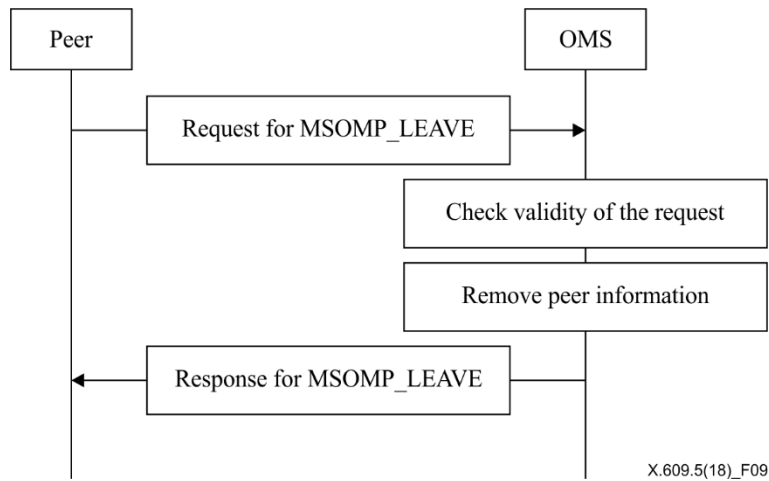 Peer
OMS
Request for MSOMP_LEAVE
Check validity of the request
Remove peer information
Response for MSOMP_LEAVE
X.609.5(18)_F09